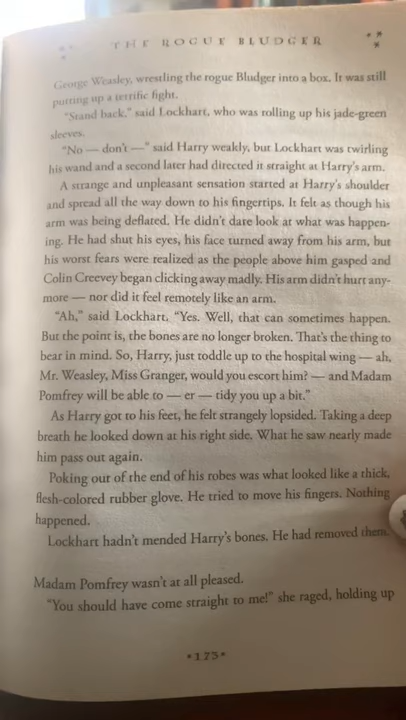 THE ROGUE BLUDGER
George Weasley, wrestling the rogue Bludger into a box. It was still
putting up a terrific fight.
“Stand back,” said Lockhart, who was rolling up his jade-green
sleeves.
“No — don’t —” said Harry weakly, but Lockhart was twirling
his wand and a second later had directed it straight at Harry’s arm.
A strange and unpleasant sensation started at Harry’s shoulder
and spread all the way down to his fingertips. It felt as though his
arm was being deflated. He didn’t dare look at what was happen-
ing. He had shut his eyes, his face turned away from his arm, but
his worst fears were realized as the people above him gasped and
Colin Creevey began clicking away madly. His arm didn’t hurt any-
more — nor did it feel remotely like an arm.
“Ah,” said Lockhart. “Yes. Well, that can sometimes happen.
But the point is, the bones are no longer broken. That’s the thing to
bear in mind. So, Harry, just toddle up to the hospital wing — ah,
Mr. Weasley, Miss Granger, would you escort him? — and Madam
Pomfrey will be able to — er — tidy you up a bit.”
As Harry got to his feet, he felt strangely lopsided. Taking a deep
breath he looked down at his right side. What he saw nearly made
him pass out again.
Poking out of the end of his robes was what looked like a thick,
flesh-colored rubber glove. He tried to move his fingers. Nothing
happened.
Lockhart hadn’t mended Harry’s bones. He had removed them.
Madam Pomfrey wasn’t at all pleased.
“You should have come straight to me!” she raged, holding up
•173•